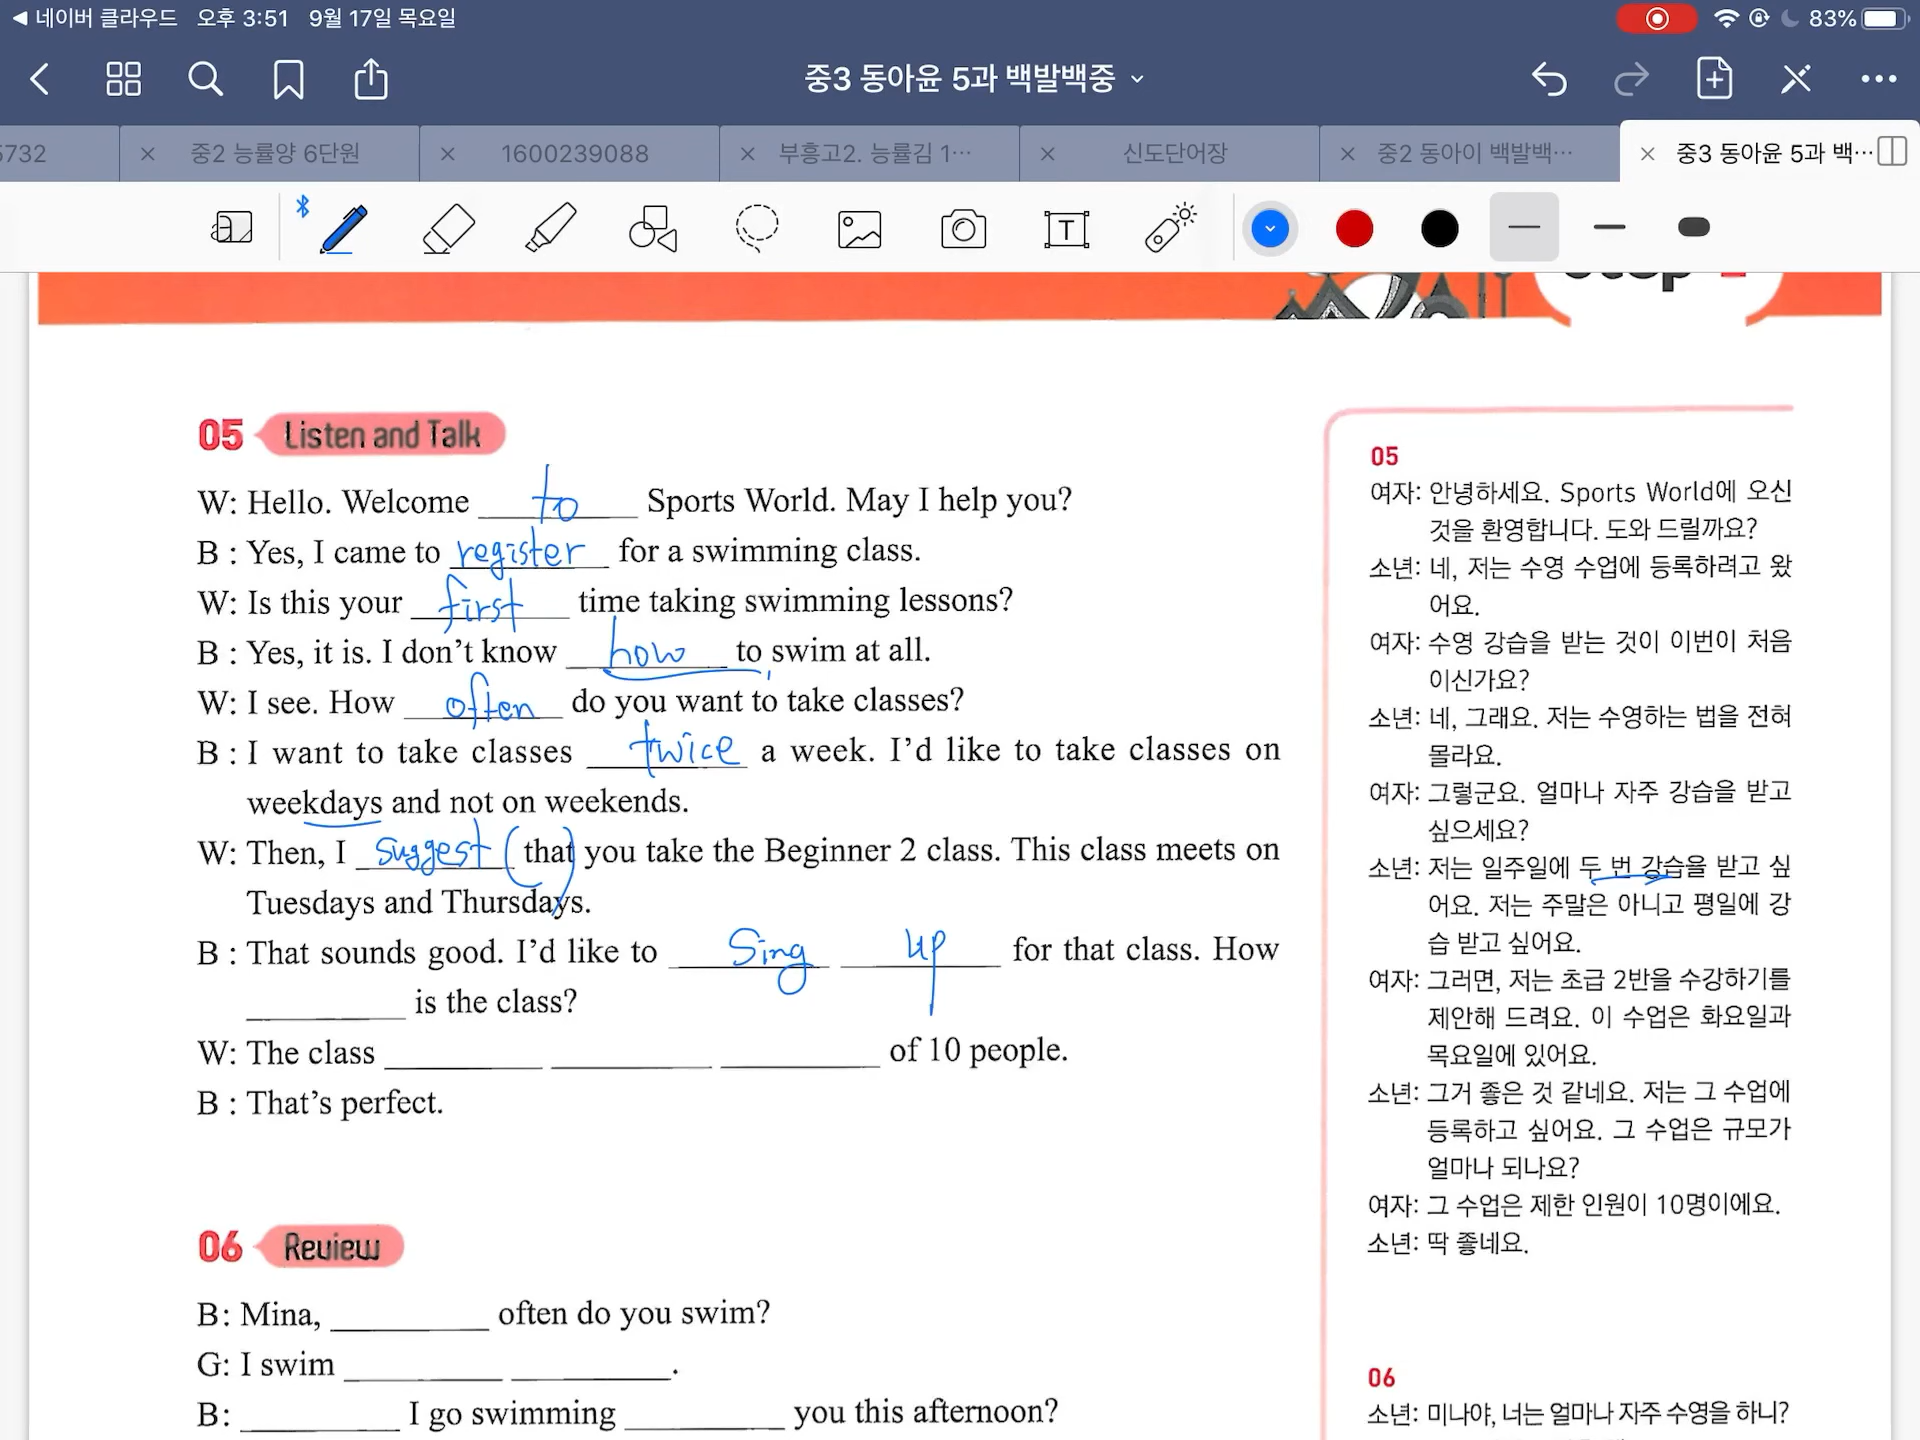 네이버 클라우드 오후 3:51 9월 17일 목요일 83%
중3 동아윤 5과 백발백중
5732 중2 능률양 6단원 1600239088 부흥고2. 능률김 1··· 신도단어장 중2 동아이 백발백··· 중3 동아윤 5과 백···
T
05 Listen and Talk
W: Hello. Welcome to Sports World. May I help you?
B : Yes, I came to register for a swimming class.
W: Is this your first time taking swimming lessons?
B : Yes, it is. I don't know how to swim at all.
W: I see. How often do you want to take classes?
B : I want to take classes twice a week. I'd like to take classes on
weekdays and not on weekends.
W: Then, I suggest (that) you take the Beginner 2 class. This class meets on
Tuesdays and Thursdays.
B : That sounds good. I'd like to Sing up for that class. How
________ is the class?
W: The class ________ ________ ________ of 10 people.
B : That's perfect.
06 Review
B: Mina, ________ often do you swim?
G: I swim ________ ________.
B: ________ I go swimming ________ you this afternoon?
05
여자: 안녕하세요. Sports World에 오신
것을 환영합니다. 도와 드릴까요?
소년: 네, 저는 수영 수업에 등록하려고 왔
어요.
여자: 수영 강습을 받는 것이 이번이 처음
이신가요?
소년: 네, 그래요. 저는 수영하는 법을 전혀
몰라요.
여자: 그렇군요. 얼마나 자주 강습을 받고
싶으세요?
소년: 저는 일주일에 두 번 강습을 받고 싶
어요. 저는 주말은 아니고 평일에 강
습 받고 싶어요.
여자: 그러면, 저는 초급 2반을 수강하기를
제안해 드려요. 이 수업은 화요일과
목요일에 있어요.
소년: 그거 좋은 것 같네요. 저는 그 수업에
등록하고 싶어요. 그 수업은 규모가
얼마나 되나요?
여자: 그 수업은 제한 인원이 10명이에요.
소년: 딱 좋네요.
06
소년: 미나야, 너는 얼마나 자주 수영을 하니?